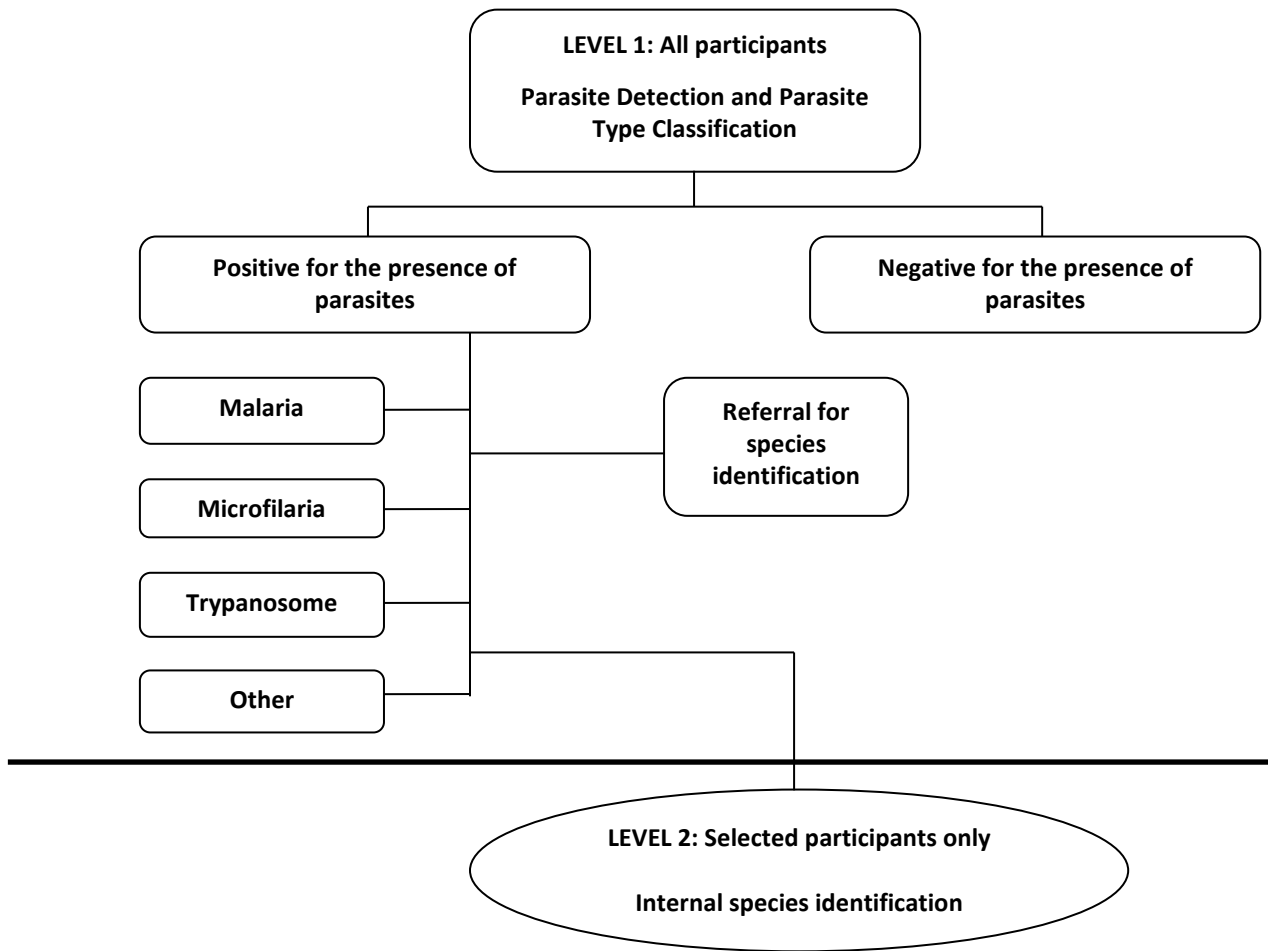 LEVEL 1: All participants
Parasite Detection and Parasite
Type Classification
Positive for the presence of
parasites
Negative for the presence of
parasites
Malaria
Referral for
species
identification
Microfilaria
Trypanosome
Other
LEVEL 2: Selected participants only
Internal species identification